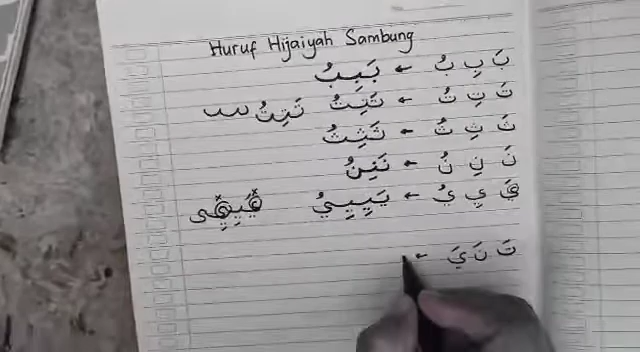 Huruf Hijaiyah Sambung
بَ بِ بُ ← بَبِبُ
تَ تِ تُ ← تَتِتُ تَتِتُ
ثَ ثِ ثُ ← ثَثِثُ
نَ نِ نُ ← نَنِنُ
يَ يِ يُ ← يَيِيُ
تَ نَ يَ ←